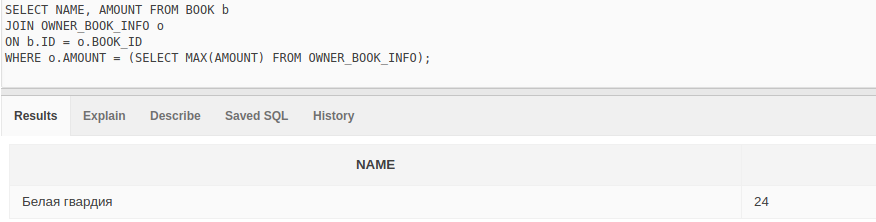 SELECT NAME, AMOUNT FROM BOOK b
JOIN OWNER_BOOK_INFO o
ON b.ID = o.BOOK_ID
WHERE o.AMOUNT = (SELECT MAX(AMOUNT) FROM OWNER_BOOK_INFO);
Results Explain Describe Saved SQL History
NAME
Белая гвардия 24